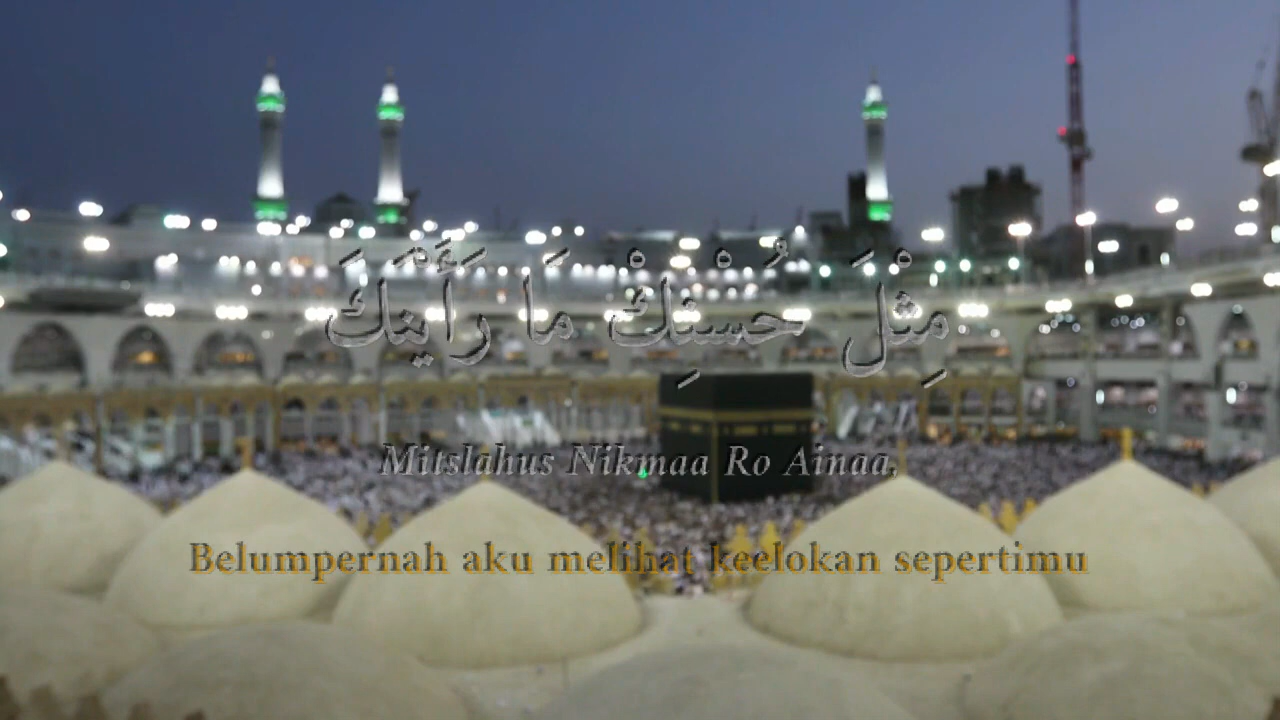 مِثْلَ حُسْنِكْ مَا رَأَيْنَكَ
Mitslahus Nikmaa Ro Ainaa,
Belumpernah aku melihat keelokan sepertimu